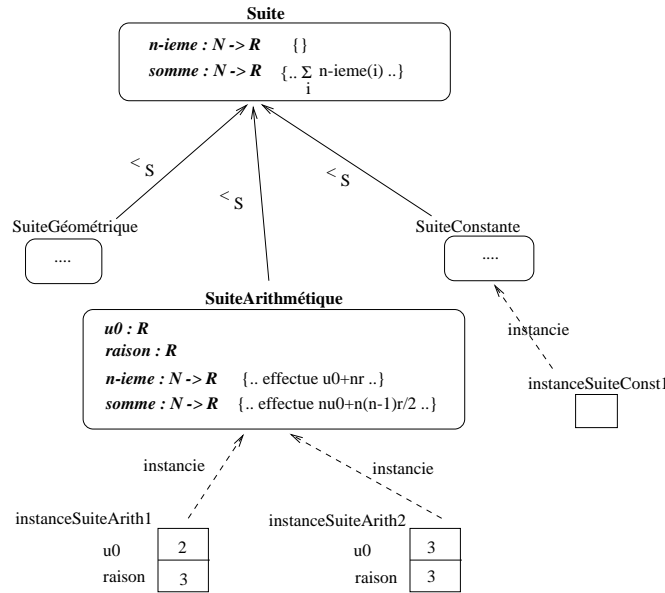 Suite
n-ieme : N -> R {}
somme : N -> R {.. Σ n-ieme(i) ..}
i
< S
< S
< S
SuiteGéométrique
....
SuiteConstante
....
SuiteArithmétique
u0 : R
raison : R
n-ieme : N -> R {.. effectue u0+nr ..}
somme : N -> R {.. effectue nu0+n(n-1)r/2 ..}
instancie
instanceSuiteConst1
instancie
instancie
instanceSuiteArith1
u0 2
raison 3
instanceSuiteArith2
u0 3
raison 3